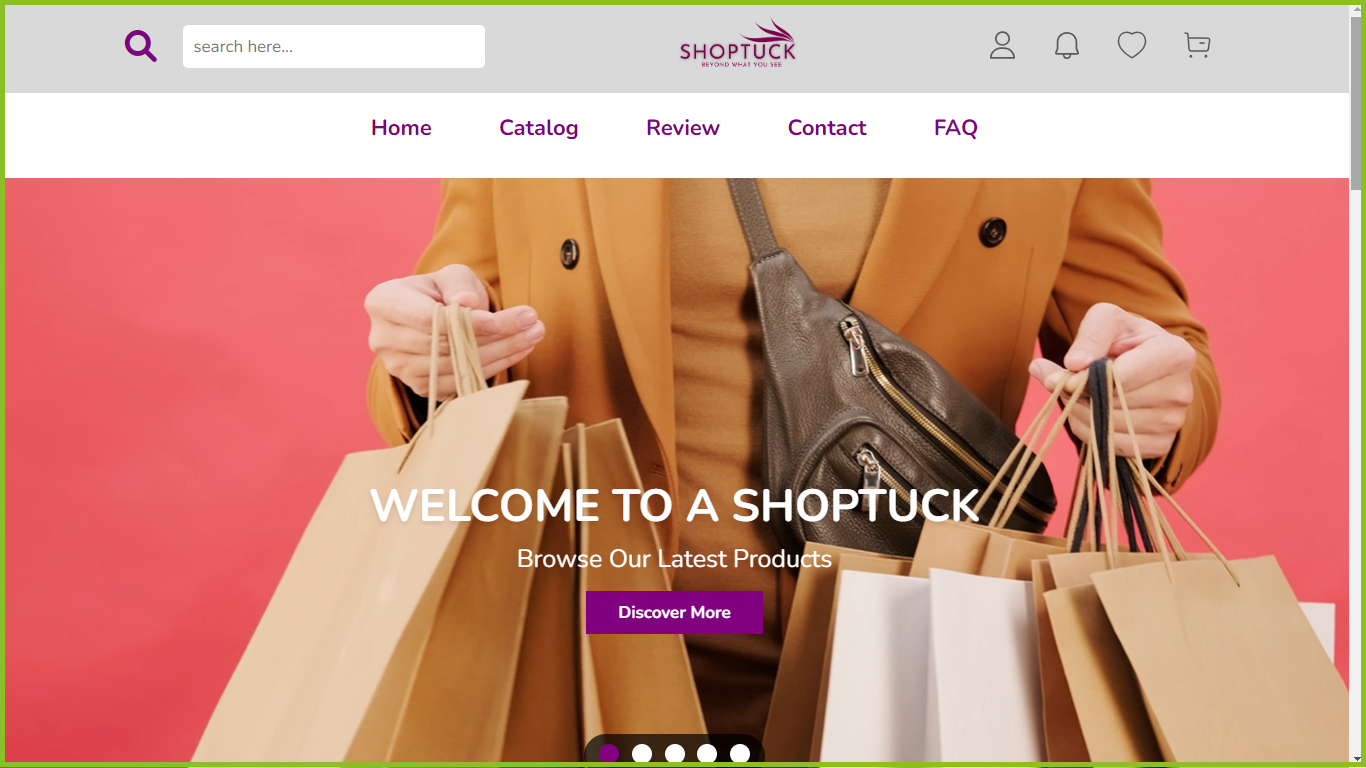 search here...
SHOPTUCK
BEYOND WHAT YOU SEE
Home
Catalog
Review
Contact
FAQ
WELCOME TO A SHOPTUCK
Browse Our Latest Products
Discover More